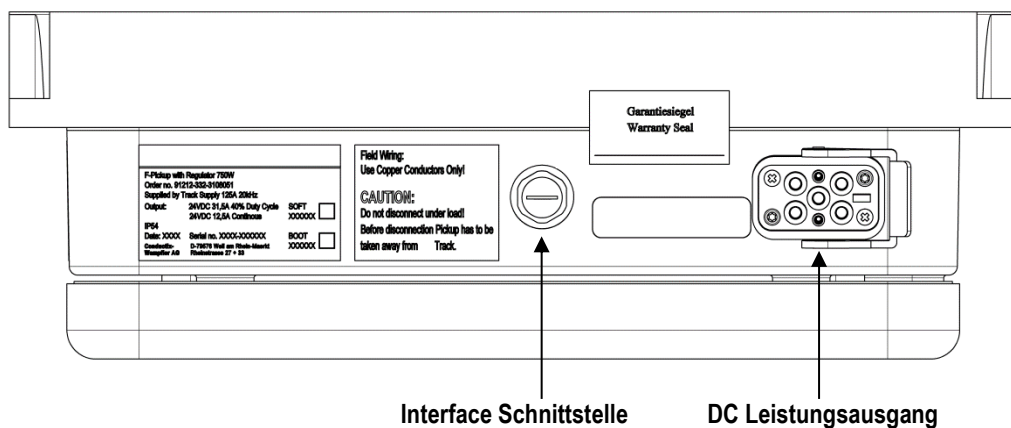 Garantiesiegel
Warranty Seal
F-Pickup with Regulator 750W
Order no. 91212-332-3108051
Supplied by Track Supply 125A 20kHz
Output: 24VDC 31,5A 40% Duty Cycle SOFT
24VDC 12,5A Continous XXXXXX
IP54
Date: XXXX Serial no. XXXX-XXXXXX BOOT
Conductix- D-79576 Weil am Rhein-Maerkt XXXXXX
Wampfler AG Rheinstrasse 27 + 33
Field Wiring:
Use Copper Conductors Only!
CAUTION:
Do not disconnect under load!
Before disconnection Pickup has to be
taken away from Track.
Interface Schnittstelle
DC Leistungsausgang